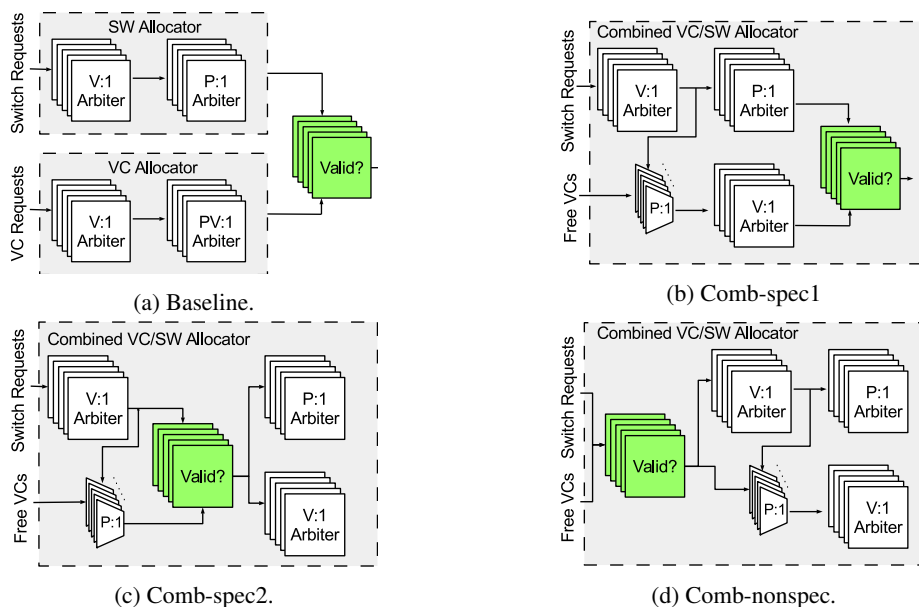 SW Allocator
Switch Requests
V:1
Arbiter
P:1
Arbiter
VC Allocator
VC Requests
V:1
Arbiter
PV:1
Arbiter
Valid?
(a) Baseline.
Combined VC/SW Allocator
Switch Requests
V:1
Arbiter
P:1
Arbiter
Free VCs
P:1
V:1
Arbiter
Valid?
(b) Comb-spec1
Combined VC/SW Allocator
Switch Requests
V:1
Arbiter
P:1
Arbiter
Valid?
Free VCs
P:1
V:1
Arbiter
(c) Comb-spec2.
Combined VC/SW Allocator
Switch Requests
V:1
Arbiter
P:1
Arbiter
Valid?
Free VCs
P:1
V:1
Arbiter
(d) Comb-nonspec.